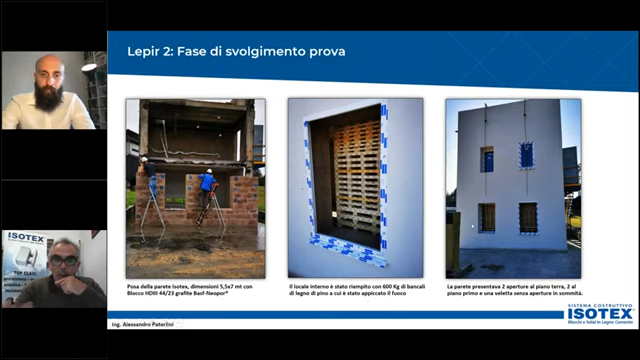 Lepir 2: Fase di svolgimento prova
ISOTEX
Posa della parete Isotex, dimensioni 5,5x7 mt con
Blocco HDIII 44/23 grafite Basf-Neopor®
Il locale interno è stato riempito con 600 Kg di bancali
di legno di pino a cui è stato appiccato il fuoco
La parete presentava 2 aperture al piano terra, 2 al
piano primo e una veletta senza aperture in sommità.
Ing. Alessandro Paterlini
SISTEMA COSTRUTTIVO
ISOTEX®
Blocchi e Solai in Legno Cemento